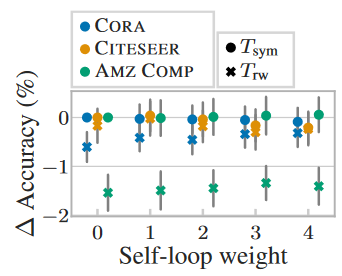 CORA
CITESEER
AMZ COMP
T_sym
T_rw
Δ Accuracy (%)
0
−1
−2
0 1 2 3 4
Self-loop weight